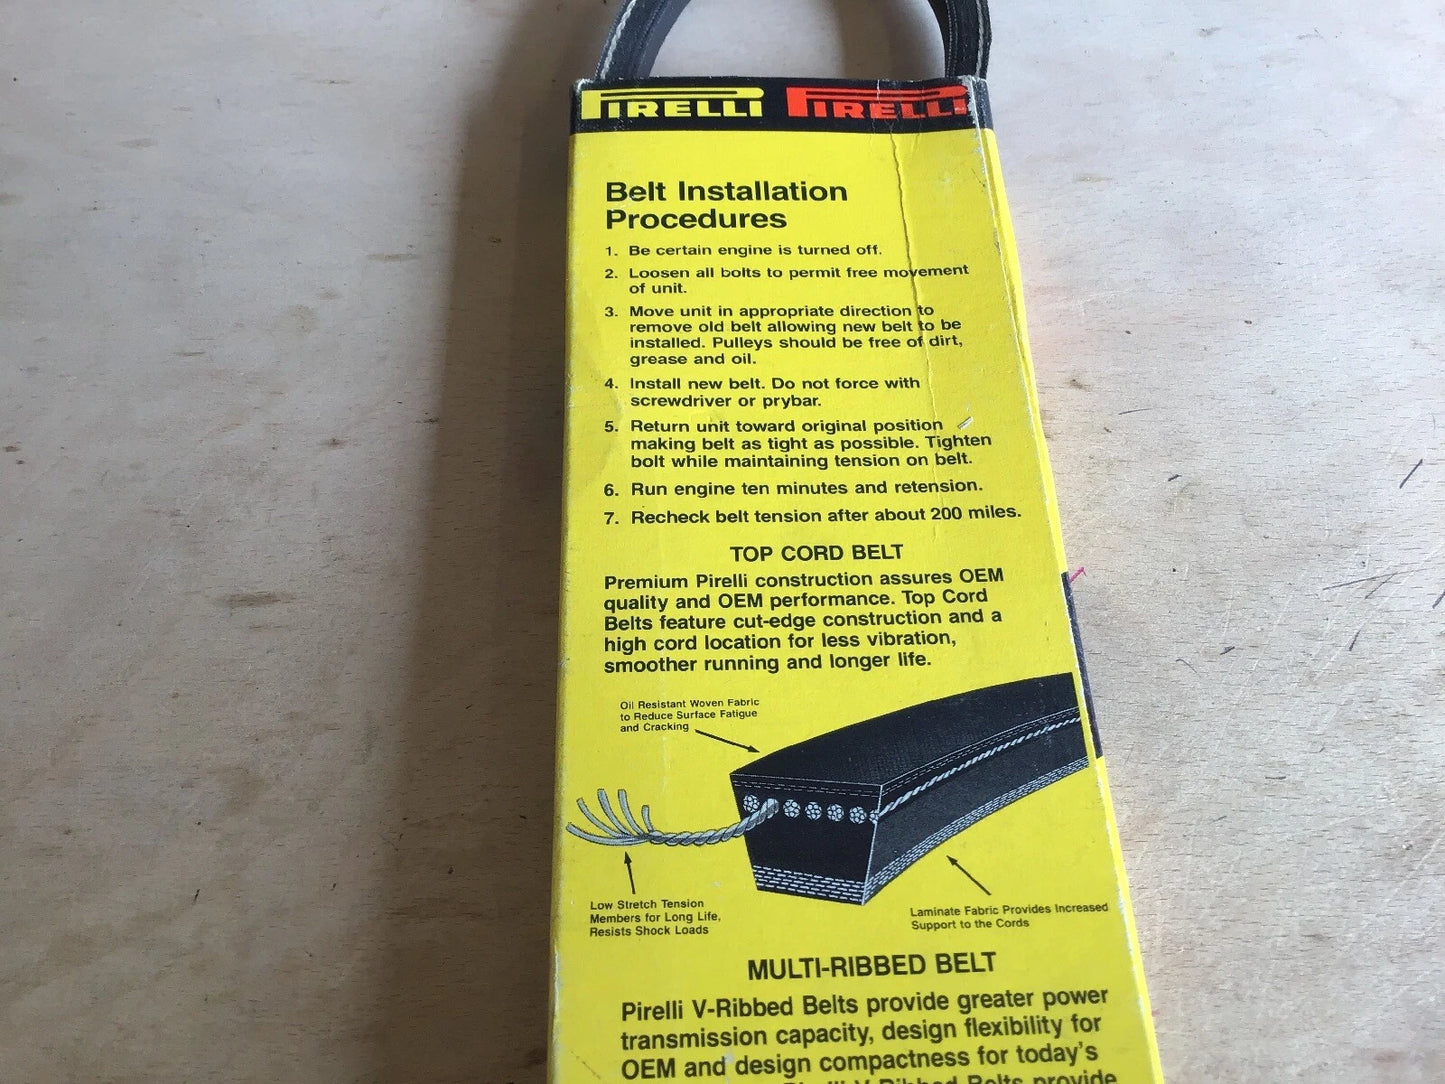 PIRELLI PIRELLI
Belt Installation
Procedures
1. Be certain engine is turned off.
2. Loosen all bolts to permit free movement
of unit.
3. Move unit in appropriate direction to
remove old belt allowing new belt to be
installed. Pulleys should be free of dirt,
grease and oil.
4. Install new belt. Do not force with
screwdriver or prybar.
5. Return unit toward original position
making belt as tight as possible. Tighten
bolt while maintaining tension on belt.
6. Run engine ten minutes and retension.
7. Recheck belt tension after about 200 miles.
TOP CORD BELT
Premium Pirelli construction assures OEM
quality and OEM performance. Top Cord
Belts feature cut-edge construction and a
high cord location for less vibration,
smoother running and longer life.
Oil Resistant Woven Fabric
to Reduce Surface Fatigue
and Cracking
Low Stretch Tension
Members for Long Life,
Resists Shock Loads
Laminate Fabric Provides Increased
Support to the Cords
MULTI-RIBBED BELT
Pirelli V-Ribbed Belts provide greater power
transmission capacity, design flexibility for
OEM and design compactness for today's
Pirelli V-Ribbed Belts provide